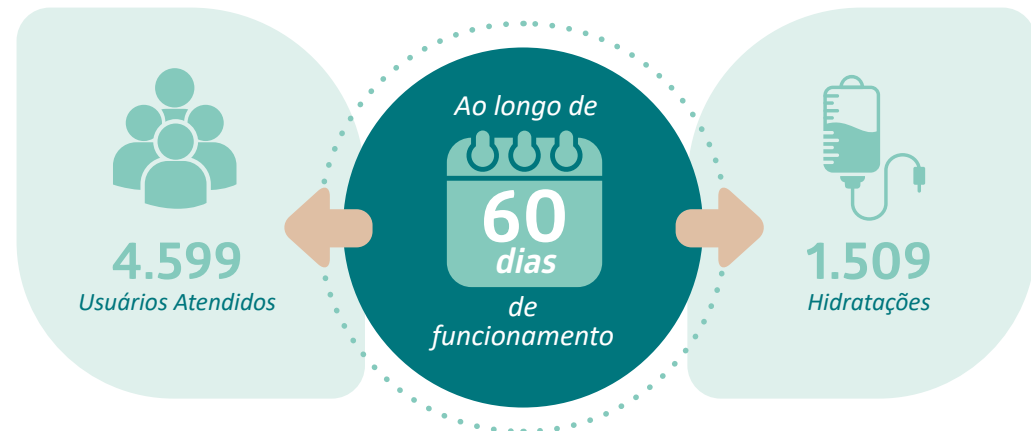 4.599
Usuários Atendidos
Ao longo de
60
dias
de
funcionamento
1.509
Hidratações